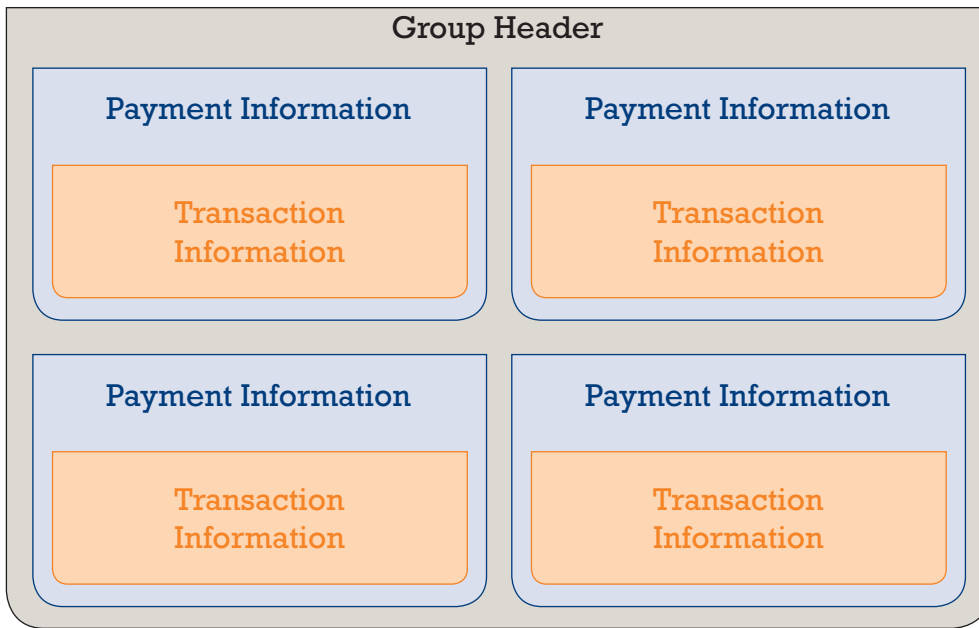 Group Header
Payment Information
Transaction
Information
Payment Information
Transaction
Information
Payment Information
Transaction
Information
Payment Information
Transaction
Information